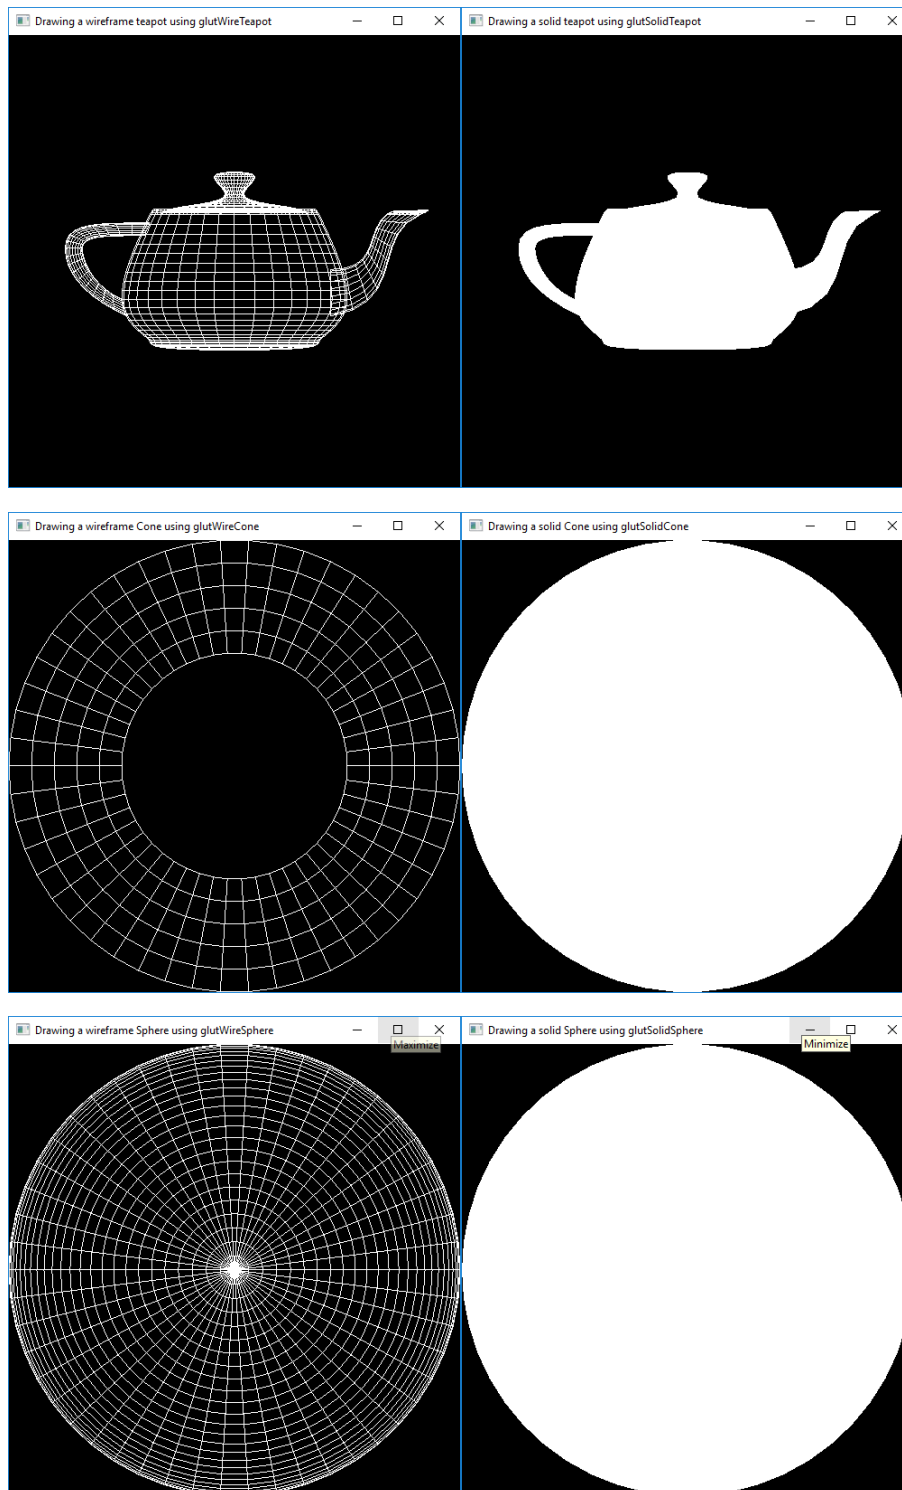 Drawing a wireframe teapot using glutWireTeapot
Drawing a solid teapot using glutSolidTeapot
Drawing a wireframe Cone using glutWireCone
Drawing a solid Cone using glutSolidCone
Drawing a wireframe Sphere using glutWireSphere
Drawing a solid Sphere using glutSolidSphere
Maximize
Minimize